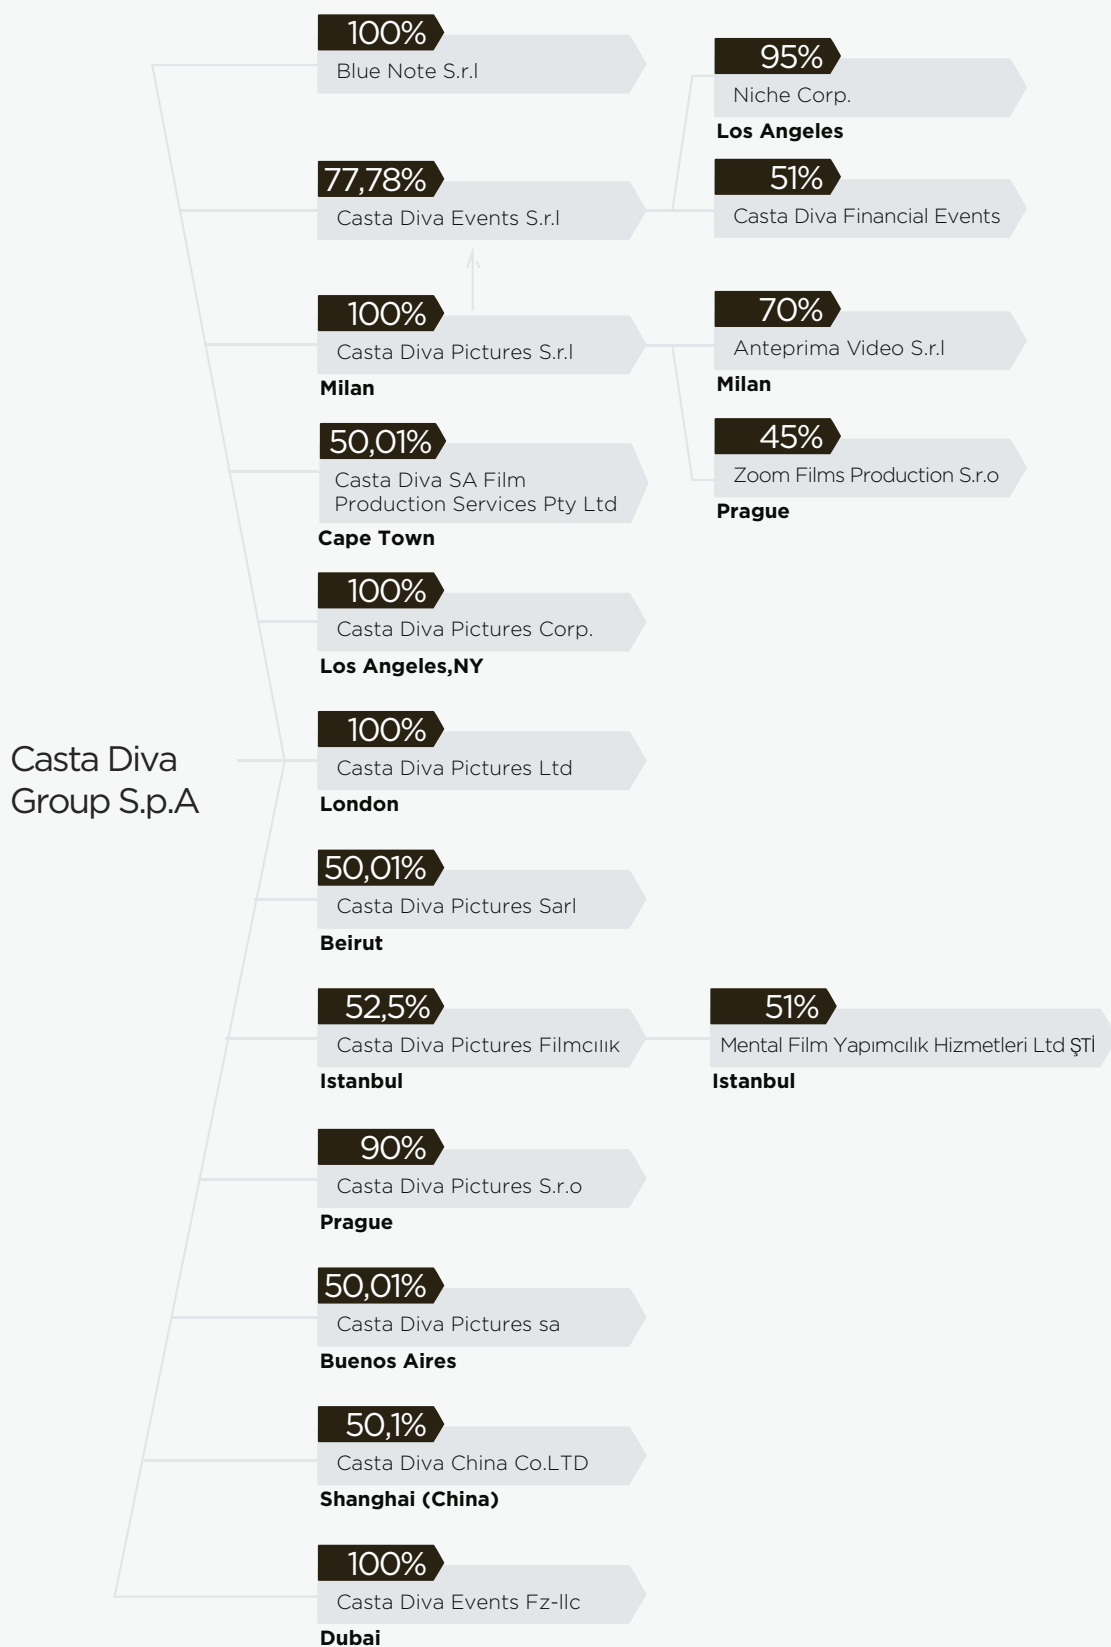 Casta Diva
Group S.p.A
100%
Blue Note S.r.l
77,78%
Casta Diva Events S.r.l
95%
Niche Corp.
Los Angeles
51%
Casta Diva Financial Events
100%
Casta Diva Pictures S.r.l
Milan
70%
Anteprima Video S.r.l
Milan
45%
Zoom Films Production S.r.o
Prague
50,01%
Casta Diva SA Film
Production Services Pty Ltd
Cape Town
100%
Casta Diva Pictures Corp.
Los Angeles,NY
100%
Casta Diva Pictures Ltd
London
50,01%
Casta Diva Pictures Sarl
Beirut
52,5%
Casta Diva Pictures Filmcılık
Istanbul
51%
Mental Film Yapımcılık Hizmetleri Ltd ŞTİ
Istanbul
90%
Casta Diva Pictures S.r.o
Prague
50,01%
Casta Diva Pictures sa
Buenos Aires
50,1%
Casta Diva China Co.LTD
Shanghai (China)
100%
Casta Diva Events Fz-llc
Dubai